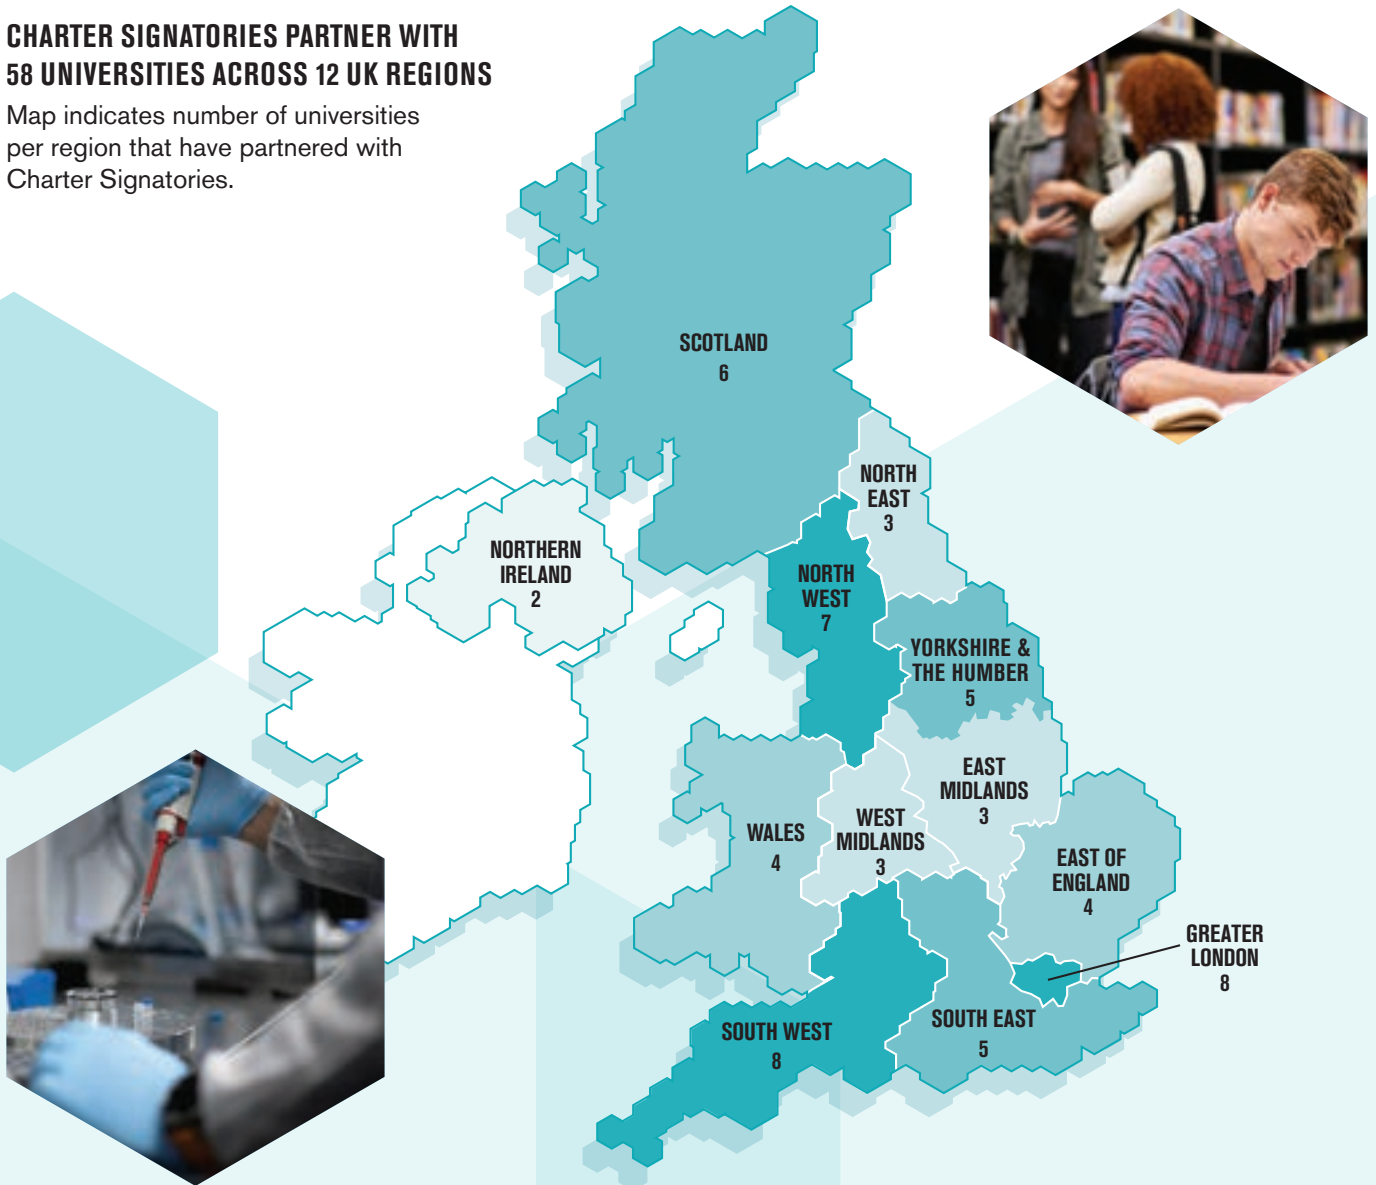 CHARTER SIGNATORIES PARTNER WITH
58 UNIVERSITIES ACROSS 12 UK REGIONS
Map indicates number of universities
per region that have partnered with
Charter Signatories.
SCOTLAND
6
NORTH
EAST
3
NORTHERN
IRELAND
2
NORTH
WEST
7
YORKSHIRE &
THE HUMBER
5
EAST
MIDLANDS
3
WEST
MIDLANDS
3
WALES
4
EAST OF
ENGLAND
4
GREATER
LONDON
8
SOUTH WEST
8
SOUTH EAST
5